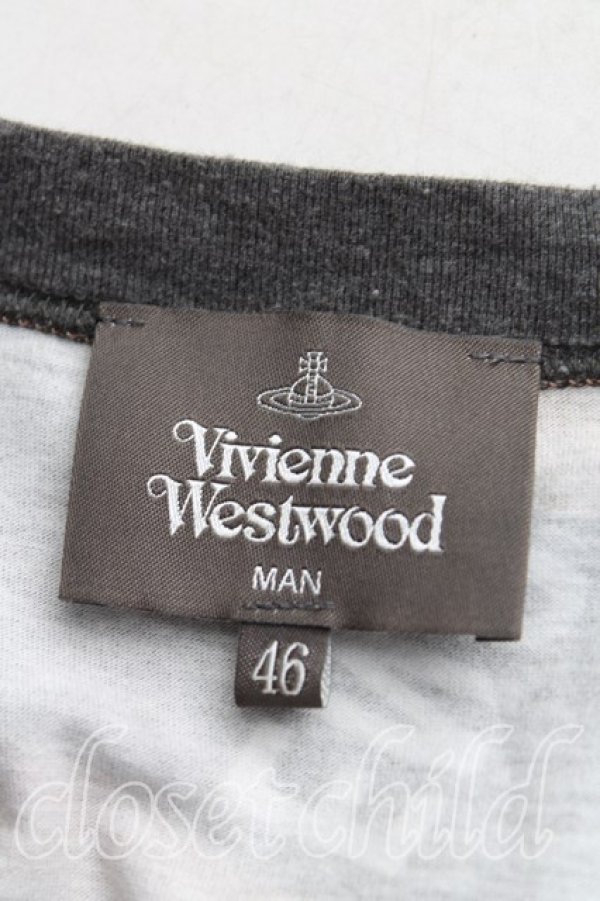 Vivienne
Westwood
MAN
46
closet child